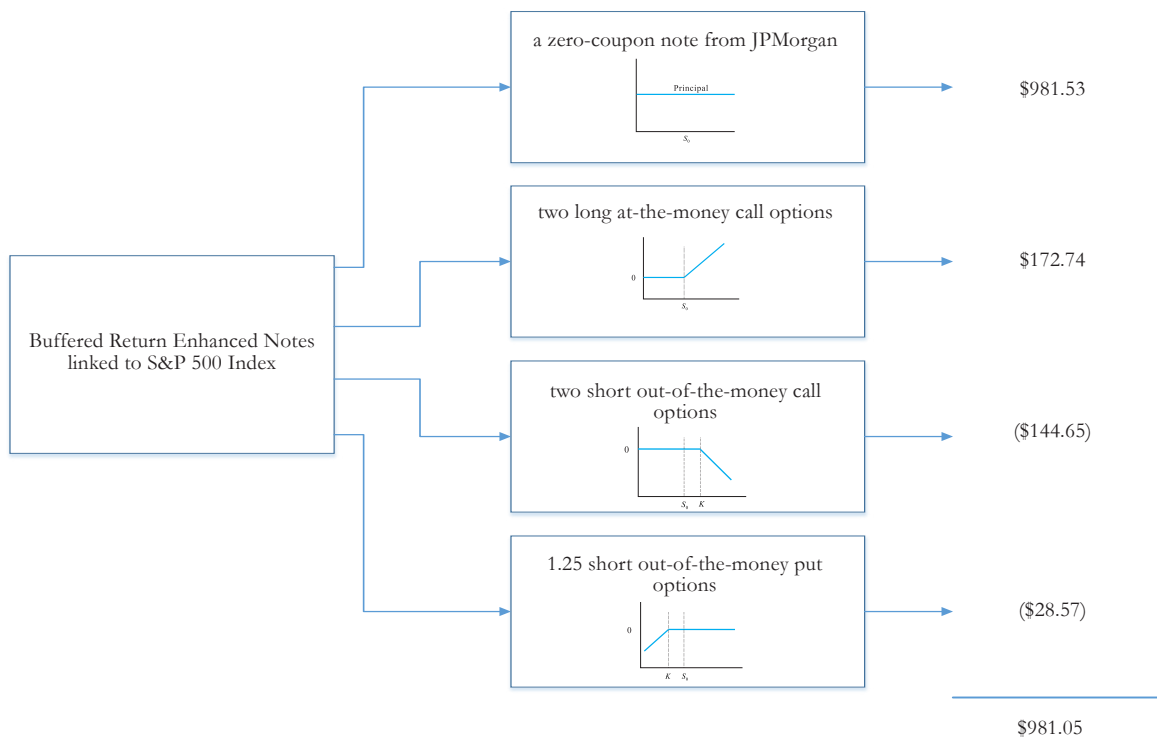 a zero-coupon note from JPMorgan
Principal
S₀
$981.53
two long at-the-money call options
0
S₀
$172.74
Buffered Return Enhanced Notes
linked to S&P 500 Index
two short out-of-the-money call
options
0
S₀ K
($144.65)
1.25 short out-of-the-money put
options
0
K S₀
($28.57)
$981.05